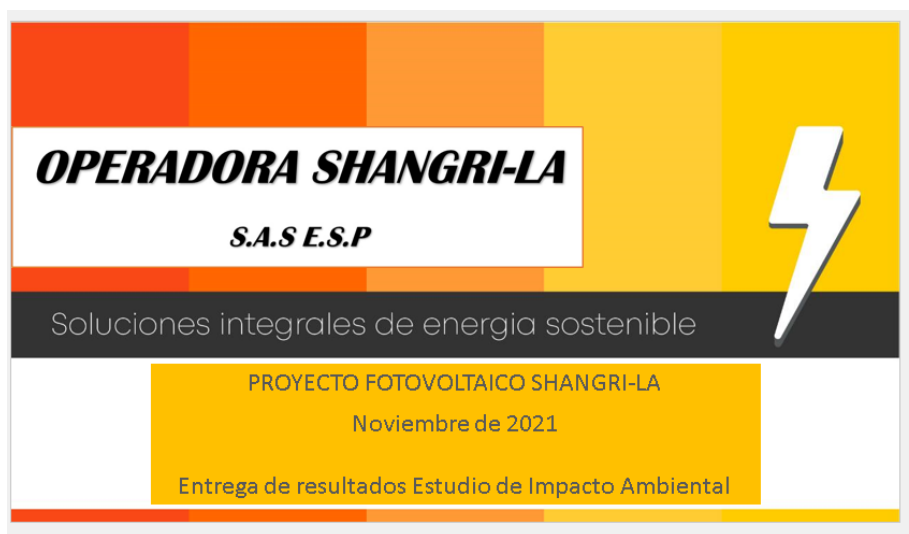 OPERADORA SHANGRI-LA
S.A.S E.S.P
Soluciones integrales de energia sostenible
PROYECTO FOTOVOLTAICO SHANGRI-LA
Noviembre de 2021
Entrega de resultados Estudio de Impacto Ambiental